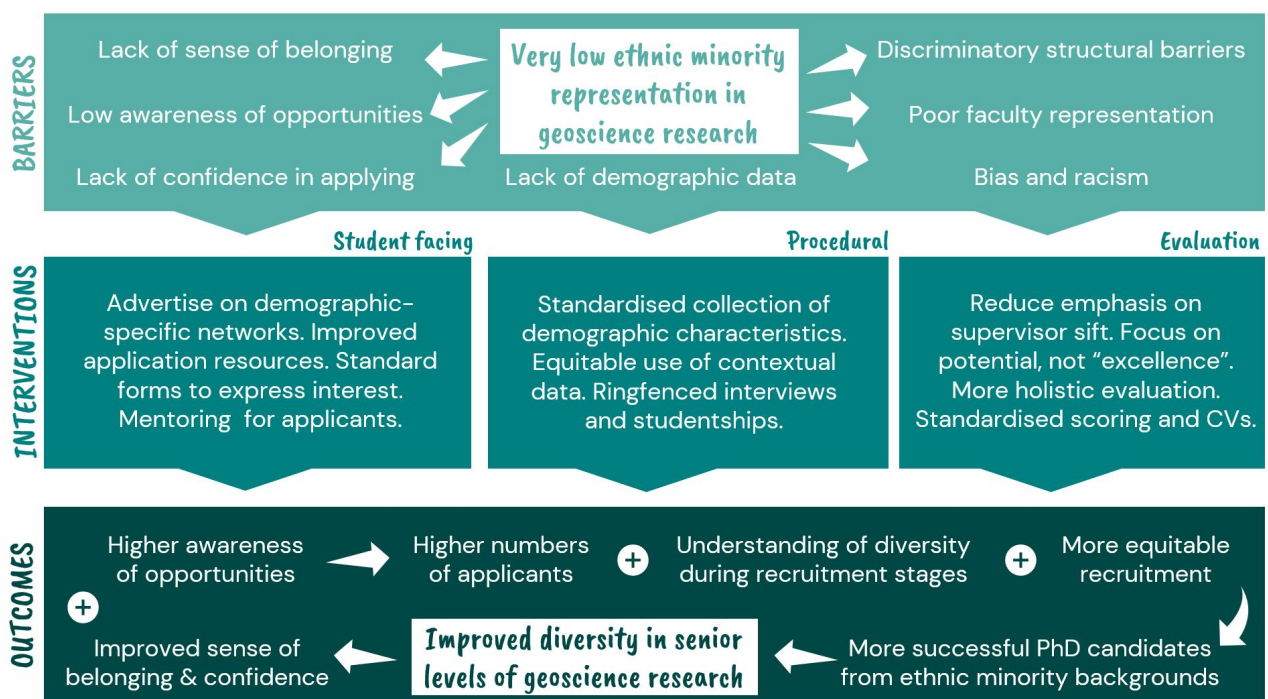 BARRIERS
Lack of sense of belonging
Low awareness of opportunities
Lack of confidence in applying
Very low ethnic minority
representation in
geoscience research
Lack of demographic data
Discriminatory structural barriers
Poor faculty representation
Bias and racism
INTERVENTIONS
Student facing
Advertise on demographic-
specific networks. Improved
application resources. Standard
forms to express interest.
Mentoring for applicants.
Procedural
Standardised collection of
demographic characteristics.
Equitable use of contextual
data. Ringfenced interviews
and studentships.
Evaluation
Reduce emphasis on
supervisor sift. Focus on
potential, not “excellence”.
More holistic evaluation.
Standardised scoring and CVs.
OUTCOMES
Higher awareness
of opportunities
Higher numbers
of applicants
+
Understanding of diversity
during recruitment stages
+
More equitable
recruitment
+
Improved sense of
belonging & confidence
Improved diversity in senior
levels of geoscience research
More successful PhD candidates
from ethnic minority backgrounds